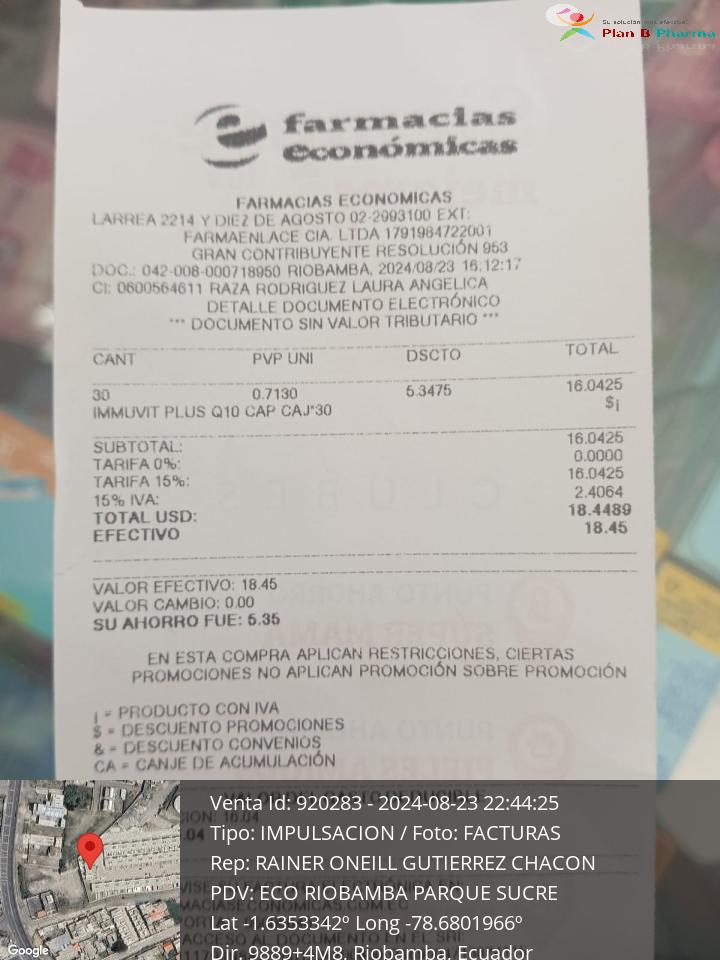 Su solución más efectiva!
Plan B Pharma
farmacias
económicas
FARMACIAS ECONOMICAS
LARREA 2214 Y DIEZ DE AGOSTO 02-2993100 EXT:
FARMAENLACE CIA. LTDA 1791984722001
GRAN CONTRIBUYENTE RESOLUCIÓN 953
DOC.: 042-008-000718950 RIOBAMBA, 2024/08/23 16:12:17
CI: 0600564611 RAZA RODRIGUEZ LAURA ANGELICA
DETALLE DOCUMENTO ELECTRÓNICO
*** DOCUMENTO SIN VALOR TRIBUTARIO ***
CANT PVP UNI DSCTO TOTAL
30 0.7130 5.3475 16.0425
IMMUVIT PLUS Q10 CAP CAJ*30 $¡
SUBTOTAL: 16.0425
TARIFA 0%: 0.0000
TARIFA 15%: 16.0425
15% IVA: 2.4064
TOTAL USD: 18.4489
EFECTIVO 18.45
VALOR EFECTIVO: 18.45
VALOR CAMBIO: 0.00
SU AHORRO FUE: 5.35
EN ESTA COMPRA APLICAN RESTRICCIONES, CIERTAS
PROMOCIONES NO APLICAN PROMOCIÓN SOBRE PROMOCIÓN
¡ = PRODUCTO CON IVA
$ = DESCUENTO PROMOCIONES
& = DESCUENTO CONVENIOS
CA = CANJE DE ACUMULACIÓN
Venta Id: 920283 - 2024-08-23 22:44:25
Tipo: IMPULSACION / Foto: FACTURAS
Rep: RAINER ONEILL GUTIERREZ CHACON
PDV: ECO RIOBAMBA PARQUE SUCRE
Lat -1.6353342º Long -78.6801966º
Dir. 9889+4M8, Riobamba, Ecuador
Google